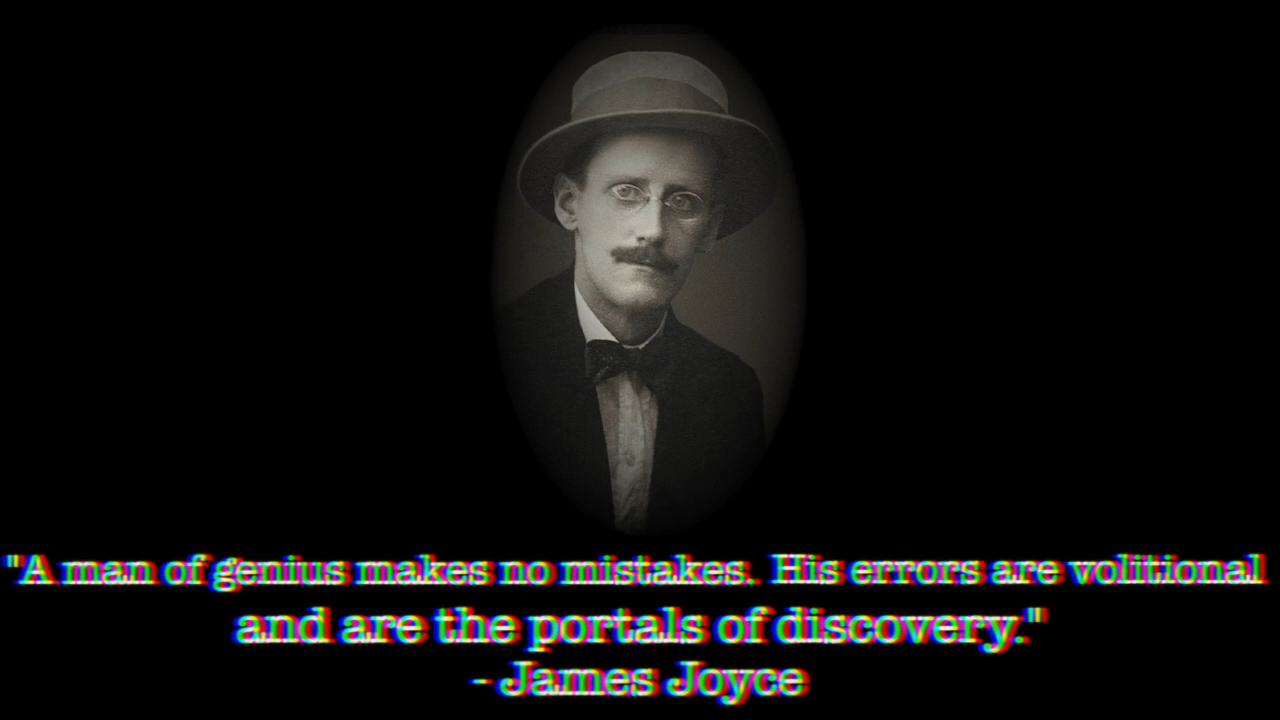 "A man of genius makes no mistakes. His errors are volitional
and are the portals of discovery."
- James Joyce